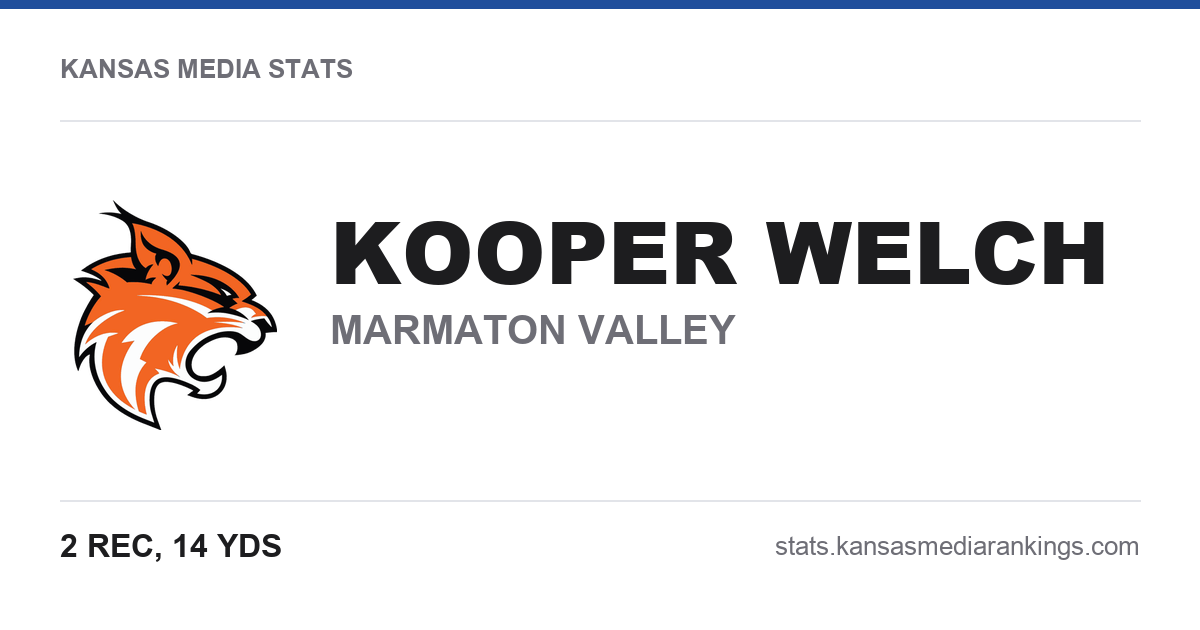 KANSAS MEDIA STATS
KOOPER WELCH
MARMATON VALLEY
2 REC, 14 YDS
stats.kansasmediarankings.com